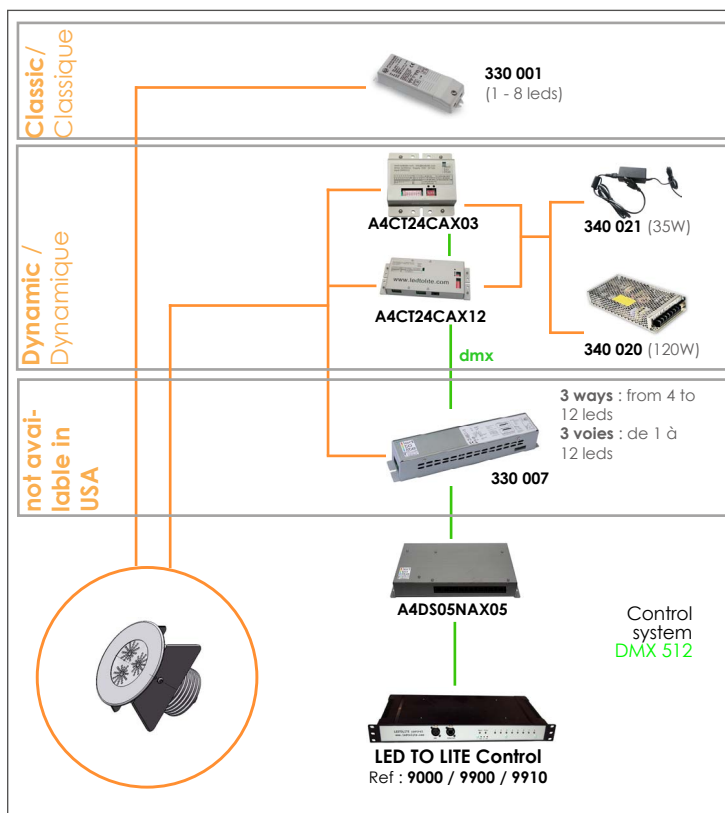 Classic /
Classique
330 001
(1 - 8 leds)
Dynamic /
Dynamique
A4CT24CAX03
340 021 (35W)
www.ledtolite.com
A4CT24CAX12
340 020 (120W)
dmx
not avai-
lable in
USA
3 ways : from 4 to
12 leds
3 voies : de 1 à
12 leds
330 007
A4DS05NAX05
Control
system
DMX 512
LED TO LITE Control
Ref : 9000 / 9900 / 9910